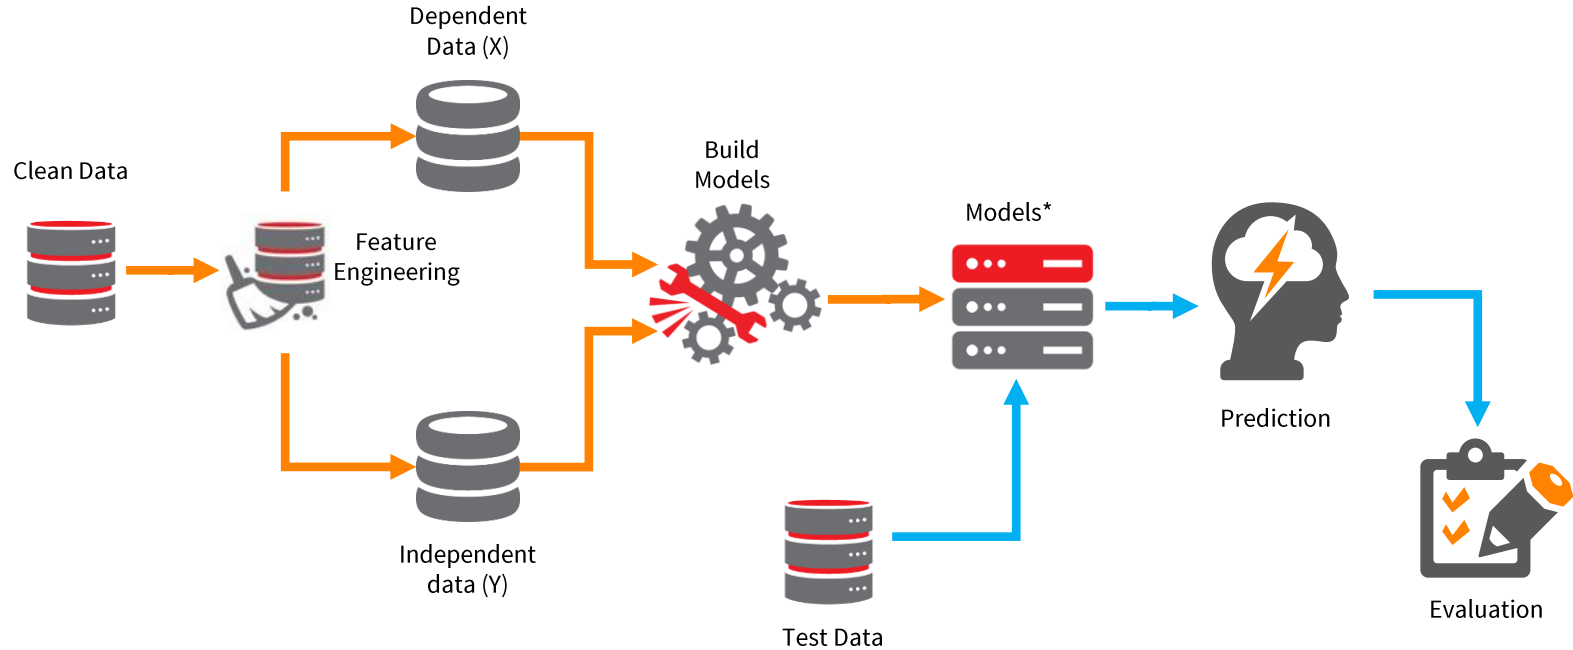 Dependent
Data (X)
Clean Data
Feature
Engineering
Build
Models
Models*
Independent
data (Y)
Test Data
Prediction
Evaluation